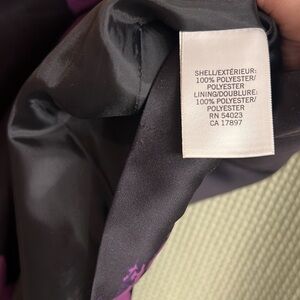 SHELL/EXTÉRIEUR:
100% POLYESTER/
POLYESTER
LINING/DOUBLURE:
100% POLYESTER/
POLYESTER
RN 54023
CA 17897